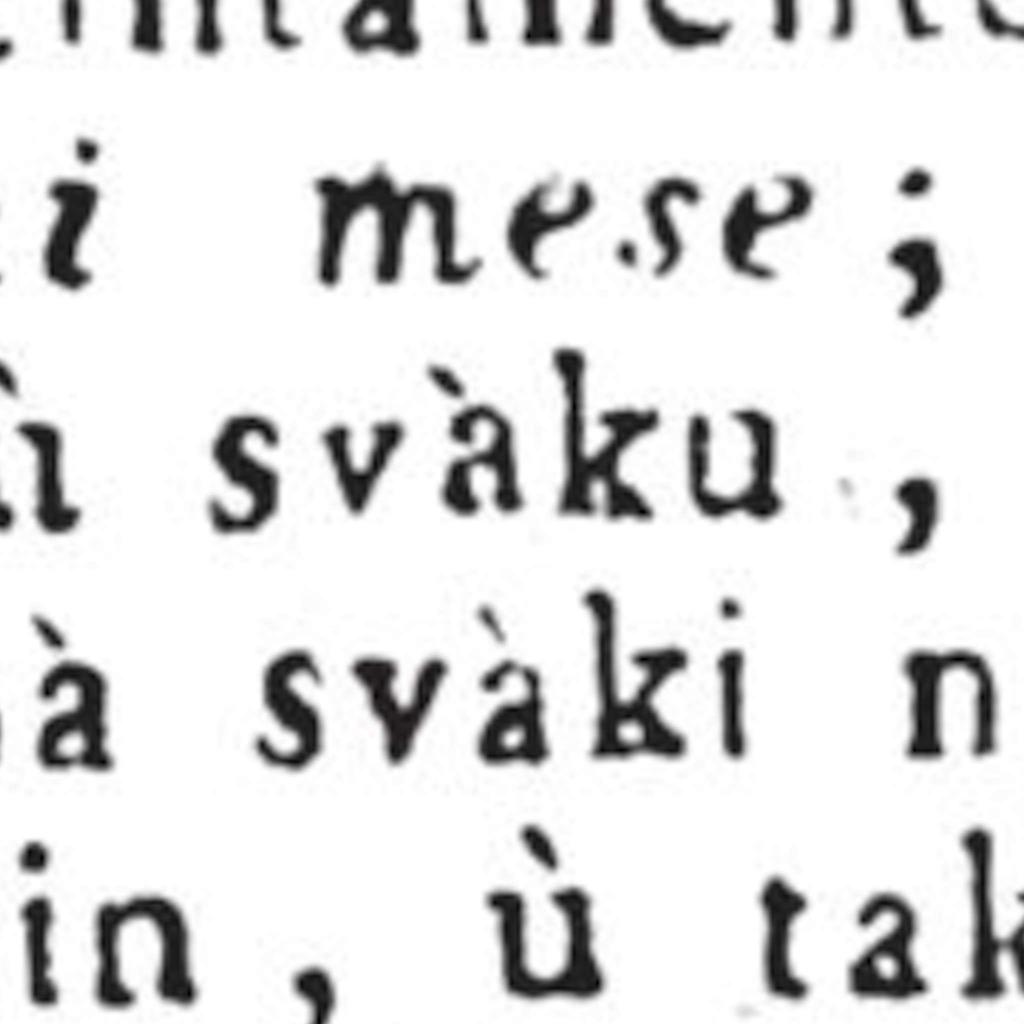 i mese;
svàku,
à svàki n
in, ù tak